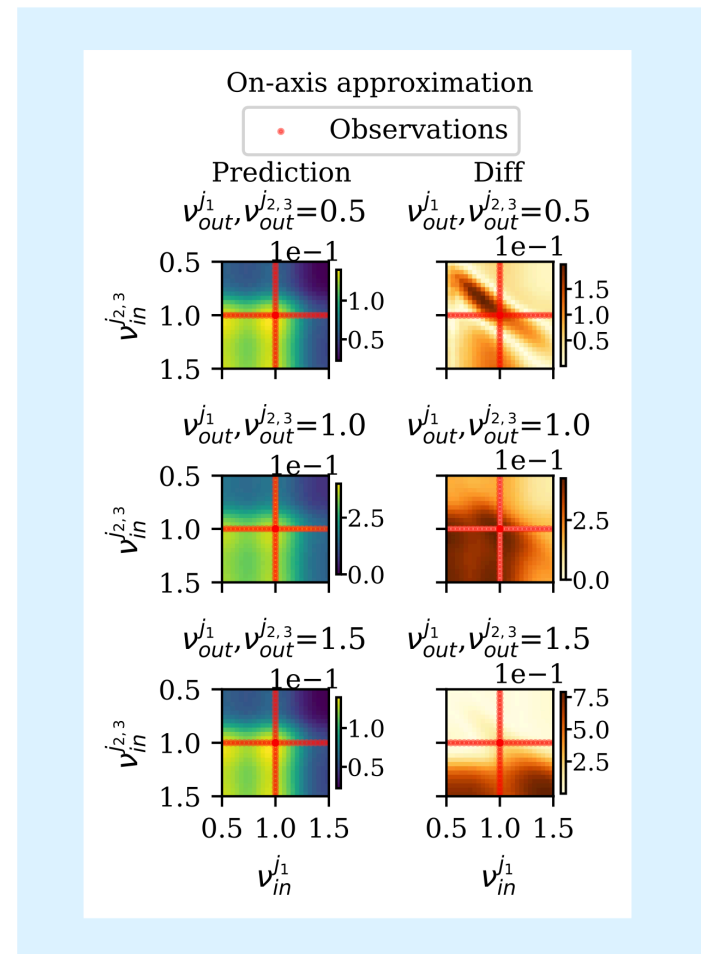 On-axis approximation
Observations
Prediction Diff
ν_out^{j_1},ν_out^{j_{2,3}}=0.5 ν_out^{j_1},ν_out^{j_{2,3}}=0.5
1e−1 1e−1
0.5 1.0 1.5 ν_in^{j_{2,3}} 1.0 0.5 1.5 1.0 0.5
ν_out^{j_1},ν_out^{j_{2,3}}=1.0 ν_out^{j_1},ν_out^{j_{2,3}}=1.0
1e−1 1e−1
0.5 1.0 1.5 ν_in^{j_{2,3}} 2.5 0.0 2.5 0.0
ν_out^{j_1},ν_out^{j_{2,3}}=1.5 ν_out^{j_1},ν_out^{j_{2,3}}=1.5
1e−1 1e−1
0.5 1.0 1.5 ν_in^{j_{2,3}} 1.0 0.5 7.5 5.0 2.5
0.5 1.0 1.5 0.5 1.0 1.5
ν_in^{j_1} ν_in^{j_1}